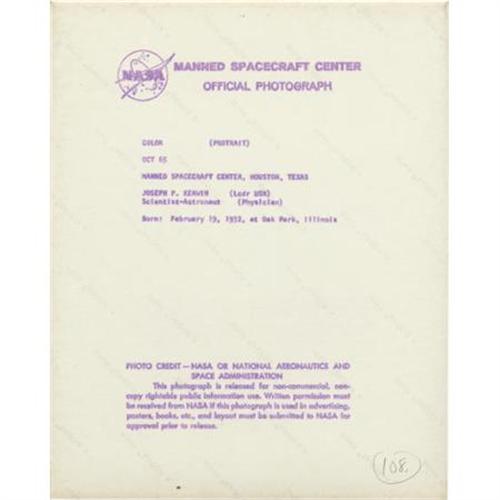 NASA
MANNED SPACECRAFT CENTER
OFFICIAL PHOTOGRAPH
COLOR (PORTRAIT)
OCT 65
MANNED SPACECRAFT CENTER, HOUSTON, TEXAS
JOSEPH P. KERWIN (Lcdr USN)
Scientist-Astronaut (Physician)
Born: February 19, 1932, at Oak Park, Illinois
PHOTO CREDIT—NASA OR NATIONAL AERONAUTICS AND
SPACE ADMINISTRATION
This photograph is released for non-commercial, non-
copy rightable public information use. Written permission must
be received from NASA if this photograph is used in advertising,
posters, books, etc., and layout must be submitted to NASA for
approval prior to release.
108.